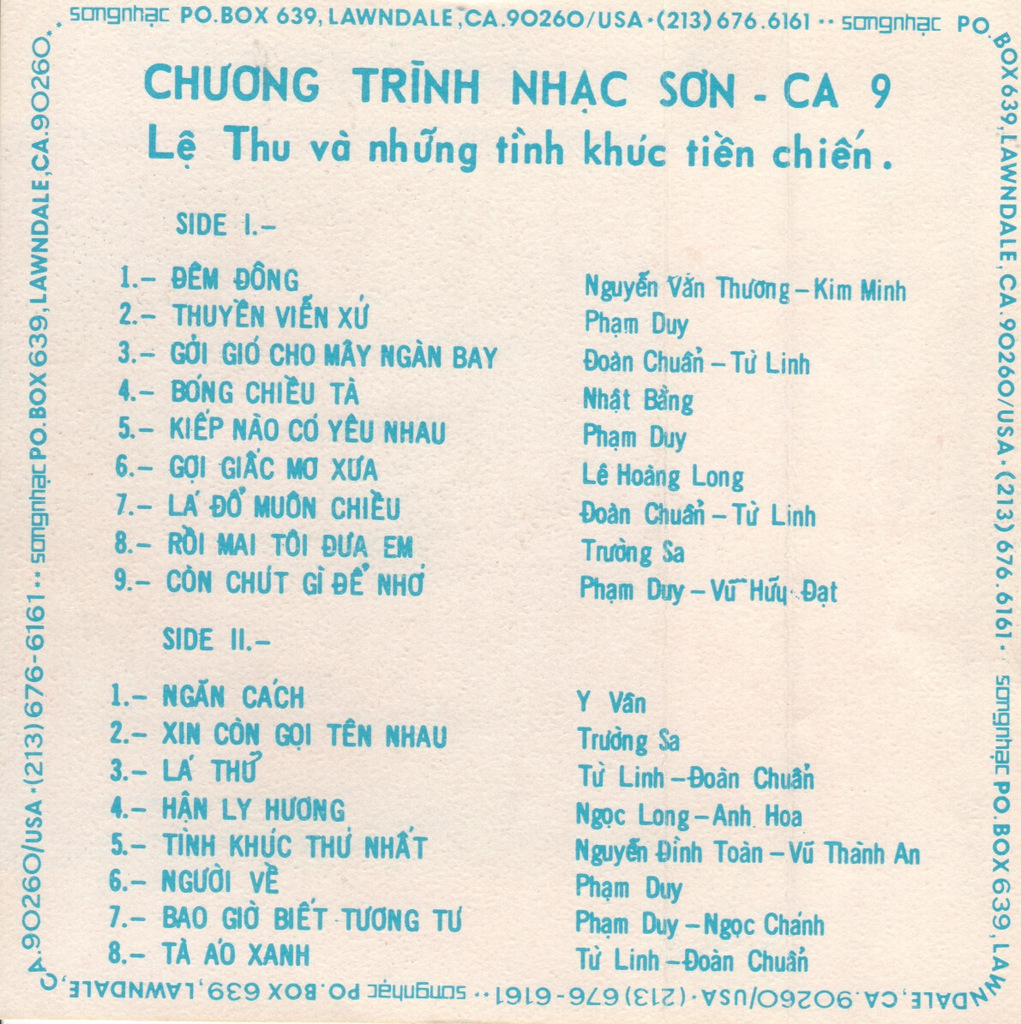 songnhạc PO.BOX 639, LAWNDALE,CA.90260/USA·(213)676.6161 ·· songnhạc PO.BOX 639, LAWNDALE, CA.90260/USA·(213) 676.6161·
songnhạc PO.BOX 639, LAWNDALE, CA.90260/USA·(213)676-6161·· songnhạc PO.BOX 639, LAWNDALE,CA.90260/USA·(213)676-6161·· songnhạc PO.BOX 639, LAWNDALE,CA.90260.
CHƯƠNG TRÌNH NHẠC SƠN - CA 9
Lệ Thu và những tình khúc tiền chiến.
SIDE I.-
1.- ĐÊM ĐÔNG Nguyễn Văn Thương - Kim Minh
2.- THUYỀN VIỄN XỨ Phạm Duy
3.- GỞI GIÓ CHO MÂY NGÀN BAY Đoàn Chuẩn - Từ Linh
4.- BÓNG CHIỀU TÀ Nhật Bằng
5.- KIẾP NÀO CÓ YÊU NHAU Phạm Duy
6.- GỢI GIẤC MƠ XƯA Lê Hoàng Long
7.- LÁ ĐỔ MUÔN CHIỀU Đoàn Chuẩn - Từ Linh
8.- RỒI MAI TÔI ĐƯA EM Trường Sa
9.- CÒN CHÚT GÌ ĐỂ NHỚ Phạm Duy - Vũ Hữu Đạt
SIDE II.-
1.- NGĂN CÁCH Y Vân
2.- XIN CÒN GỌI TÊN NHAU Trường Sa
3.- LÁ THƯ Từ Linh - Đoàn Chuẩn
4.- HẬN LY HƯƠNG Ngọc Long - Anh Hoa
5.- TÌNH KHÚC THỨ NHẤT Nguyễn Đình Toàn - Vũ Thành An
6.- NGƯỜI VỀ Phạm Duy
7.- BAO GIỜ BIẾT TƯƠNG TƯ Phạm Duy - Ngọc Chánh
8.- TÀ ÁO XANH Từ Linh - Đoàn Chuẩn